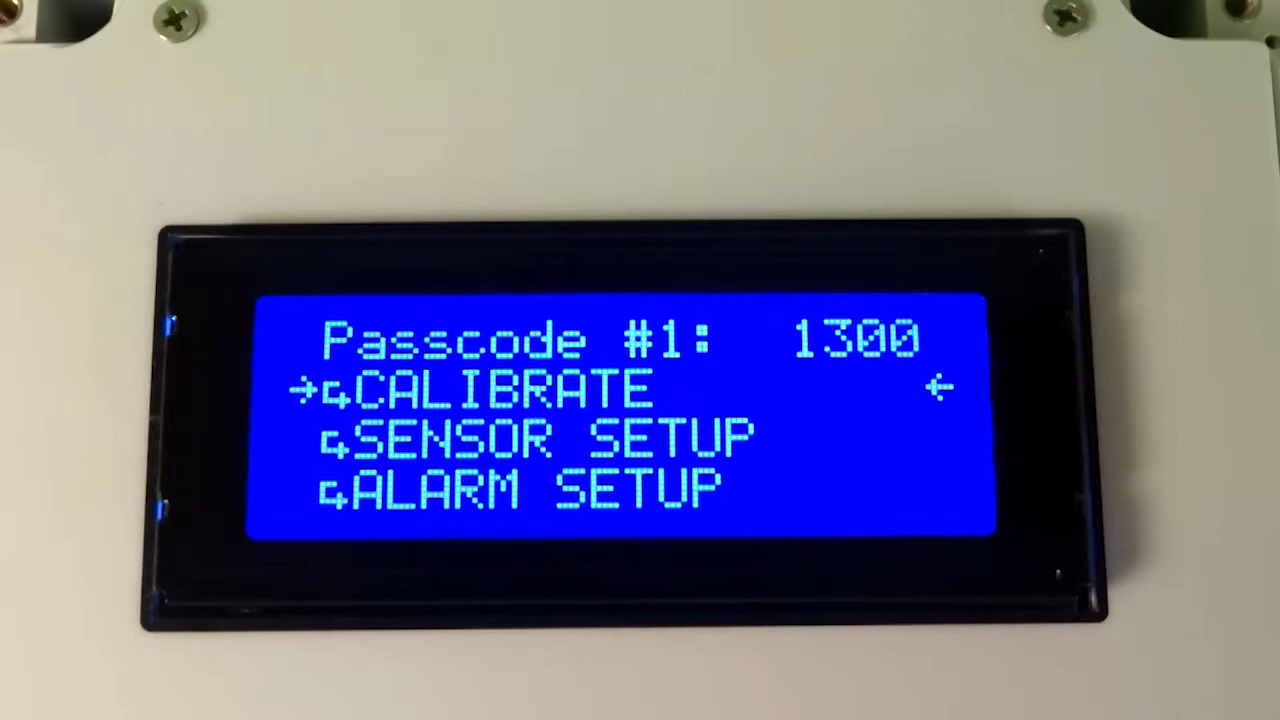 Passcode #1: 1300
→↳CALIBRATE ←
↳SENSOR SETUP
↳ALARM SETUP